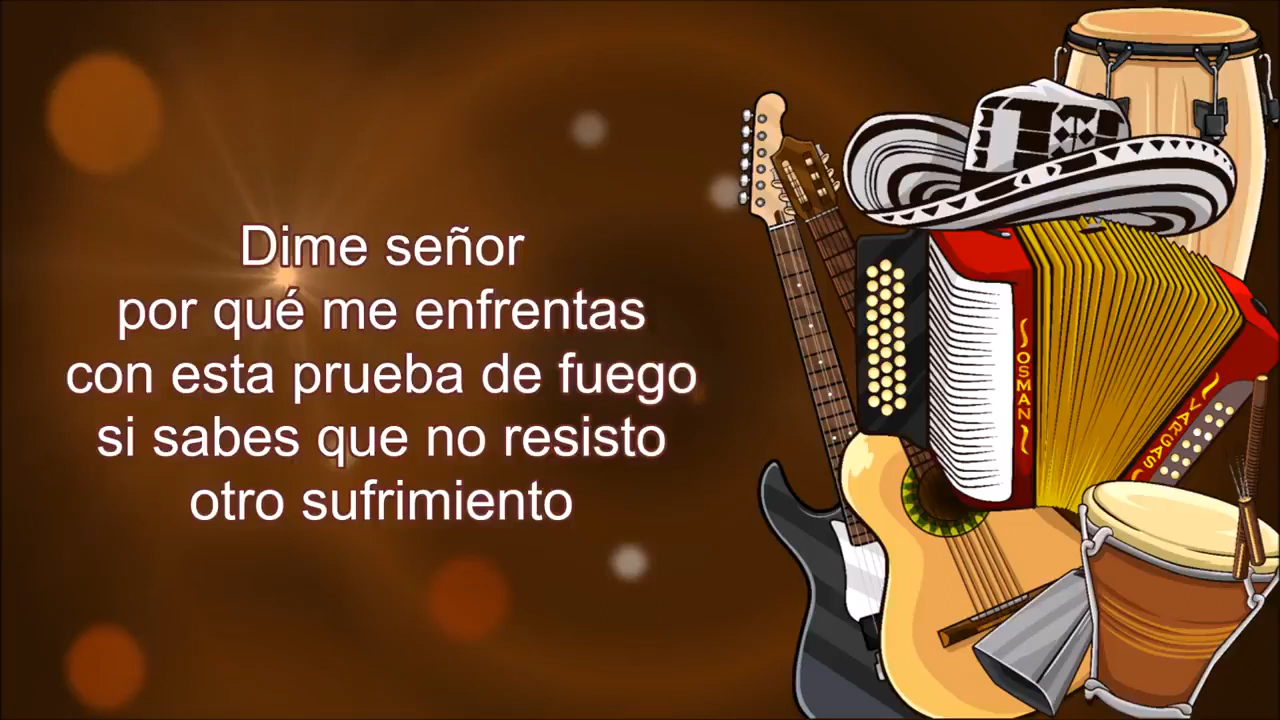 Dime señor
por qué me enfrentas
con esta prueba de fuego
si sabes que no resisto
otro sufrimiento
OSMAN
VARGAS